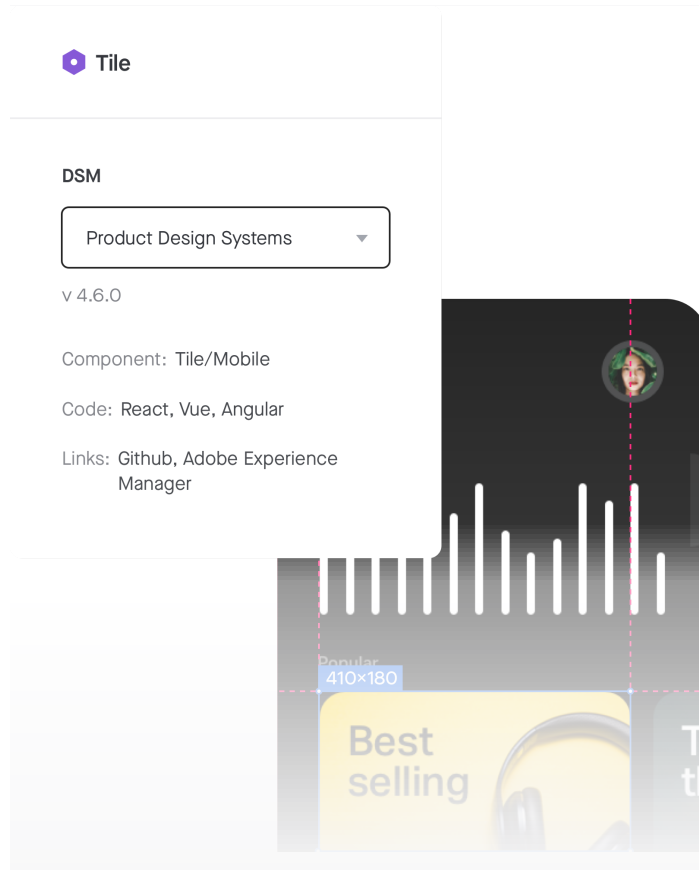 Tile
DSM
Product Design Systems
v 4.6.0
Component: Tile/Mobile
Code: React, Vue, Angular
Links: Github, Adobe Experience
Manager
Popular
410×180
Best
selling